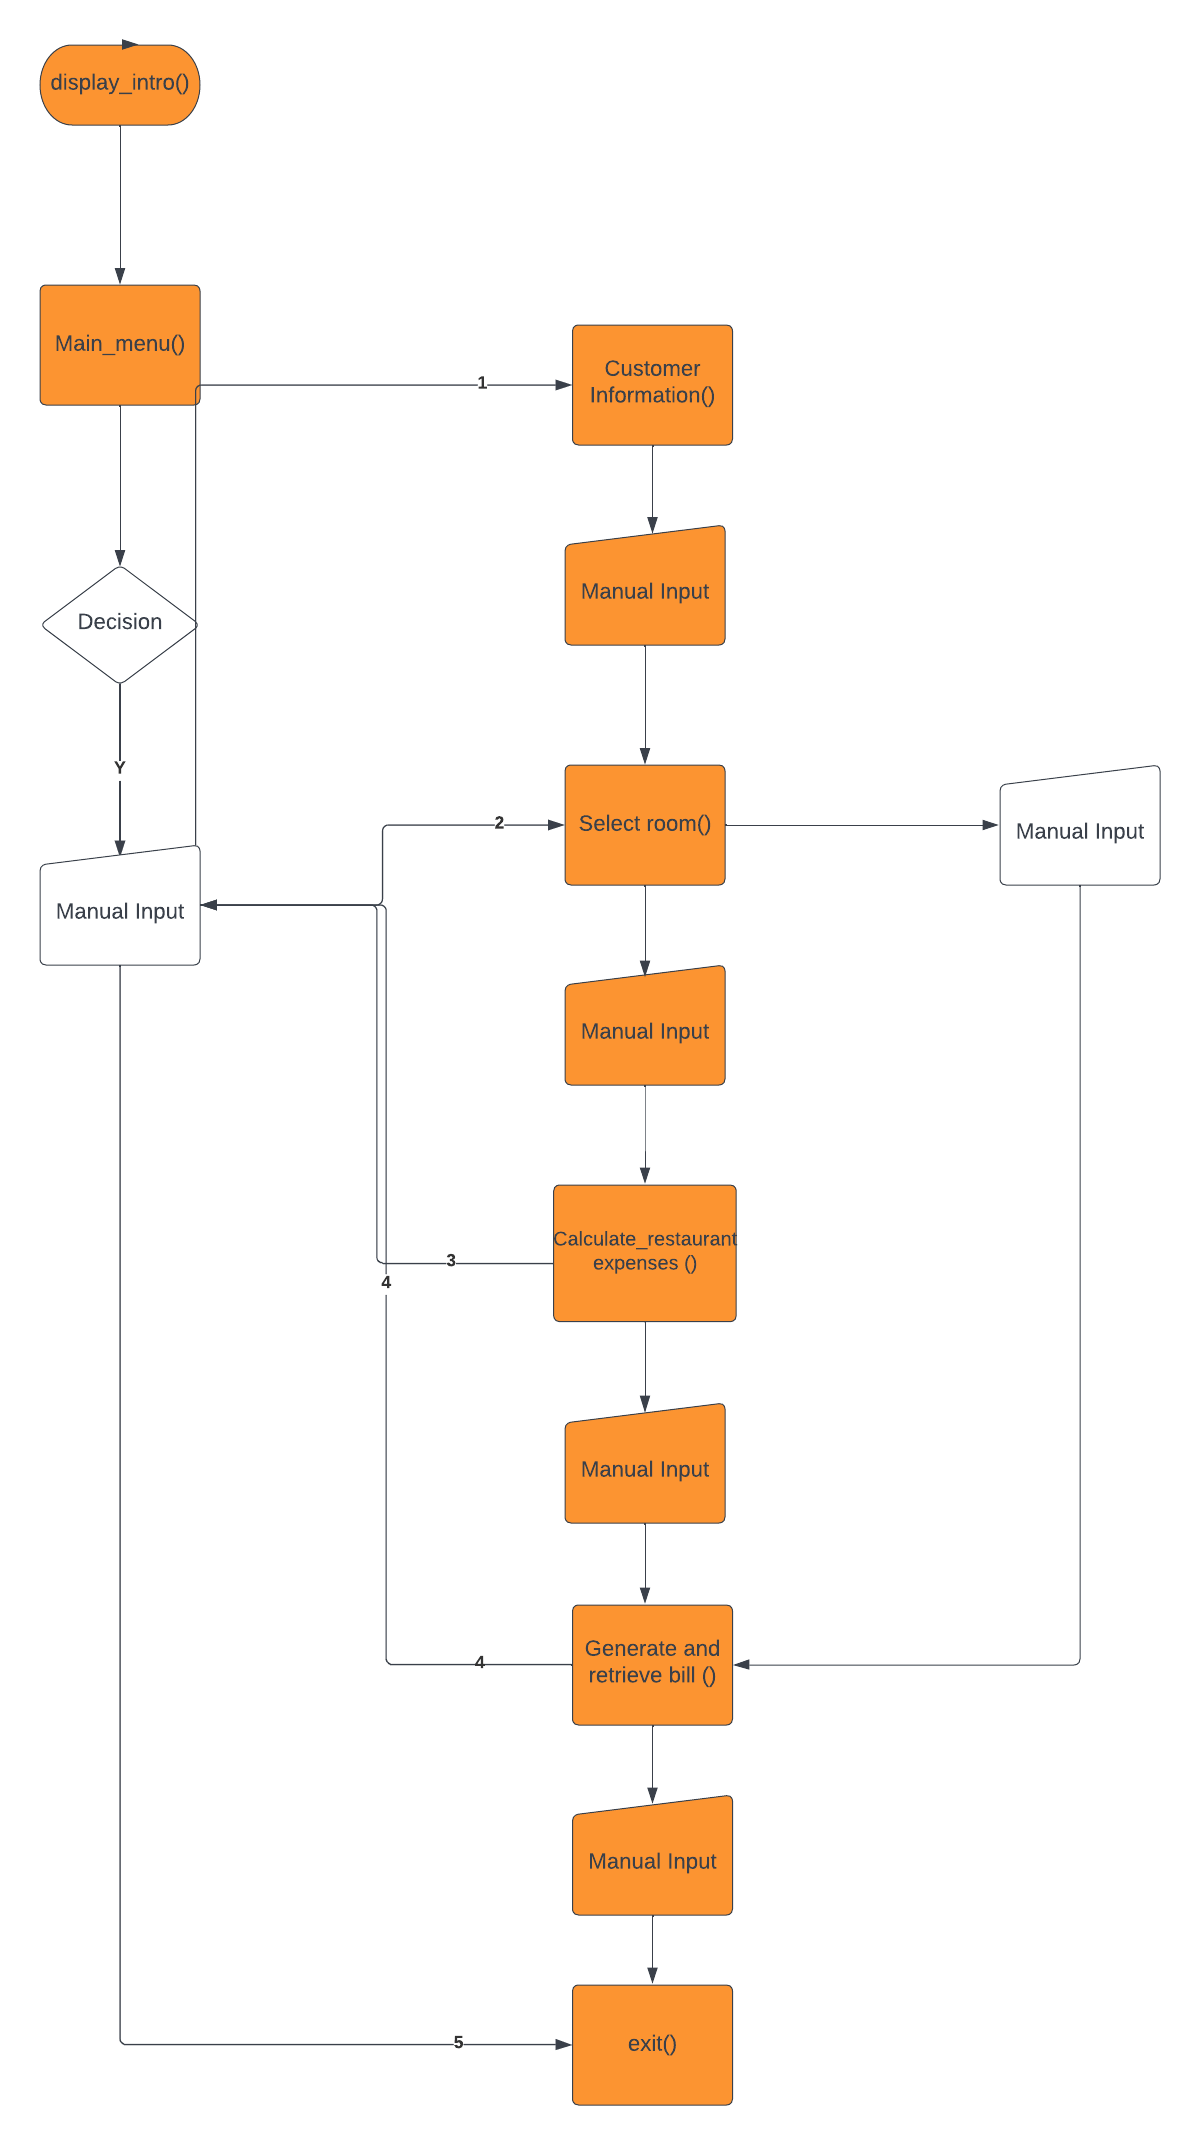 display_intro()
Main_menu()
1
Customer
Information()
Manual Input
Decision
Y
2
Select room()
Manual Input
Manual Input
Manual Input
Calculate_restaurant
expenses ()
3
4
Manual Input
Generate and
retrieve bill ()
4
Manual Input
exit()
5